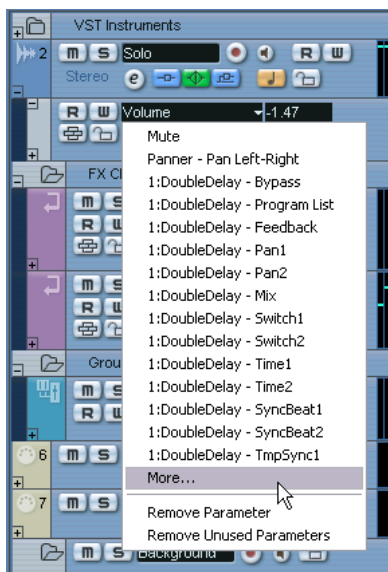 VST Instruments
2 m S Solo R W
Stereo e
R W Volume -1.47
Mute
Panner - Pan Left-Right
1:DoubleDelay - Bypass
FX
1:DoubleDelay - Program List
m S
1:DoubleDelay - Feedback
R
1:DoubleDelay - Pan1
1:DoubleDelay - Pan2
1:DoubleDelay - Mix
m S
1:DoubleDelay - Switch1
R
1:DoubleDelay - Switch2
Grou
1:DoubleDelay - Time1
m S
1:DoubleDelay - Time2
R
1:DoubleDelay - SyncBeat1
1:DoubleDelay - SyncBeat2
6 m S
1:DoubleDelay - TmpSync1
More...
7 m S
Remove Parameter
Remove Unused Parameters
m S Background